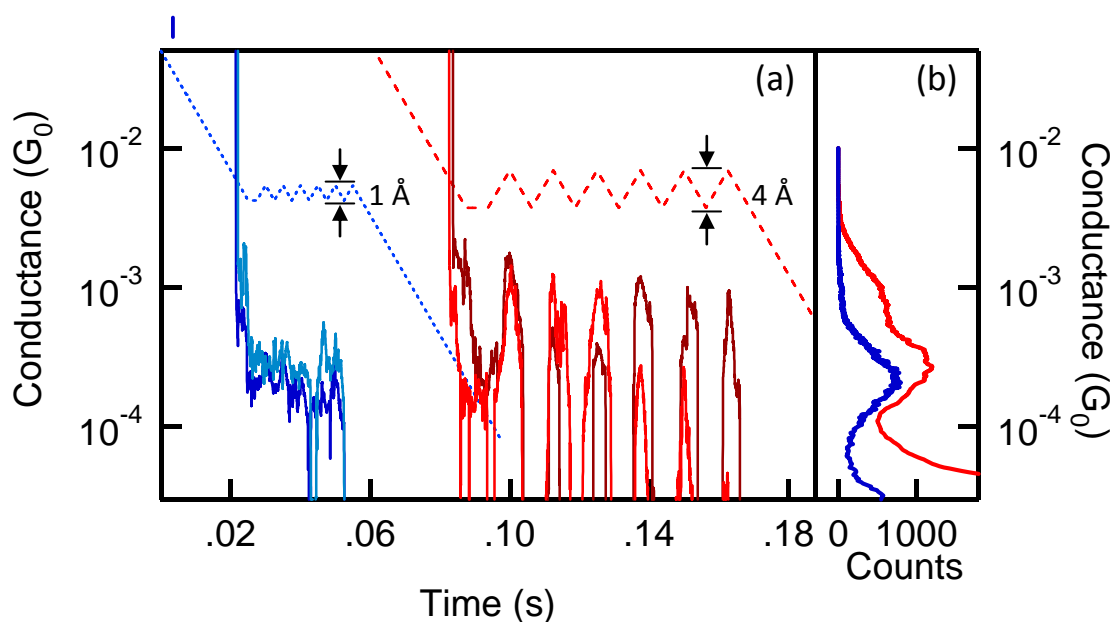 (a)
(b)
Conductance (G0)
10-2
10-3
10-4
1 Å
4 Å
10-2
10-3
10-4
Conductance (G0)
.02 .06 .10 .14 .18
0 1000
Time (s)
Counts